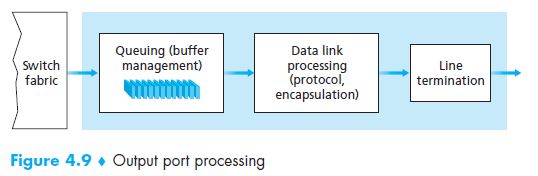 Switch
fabric
Queuing (buffer
management)
Data link
processing
(protocol,
encapsulation)
Line
termination
Figure 4.9 ♦ Output port processing